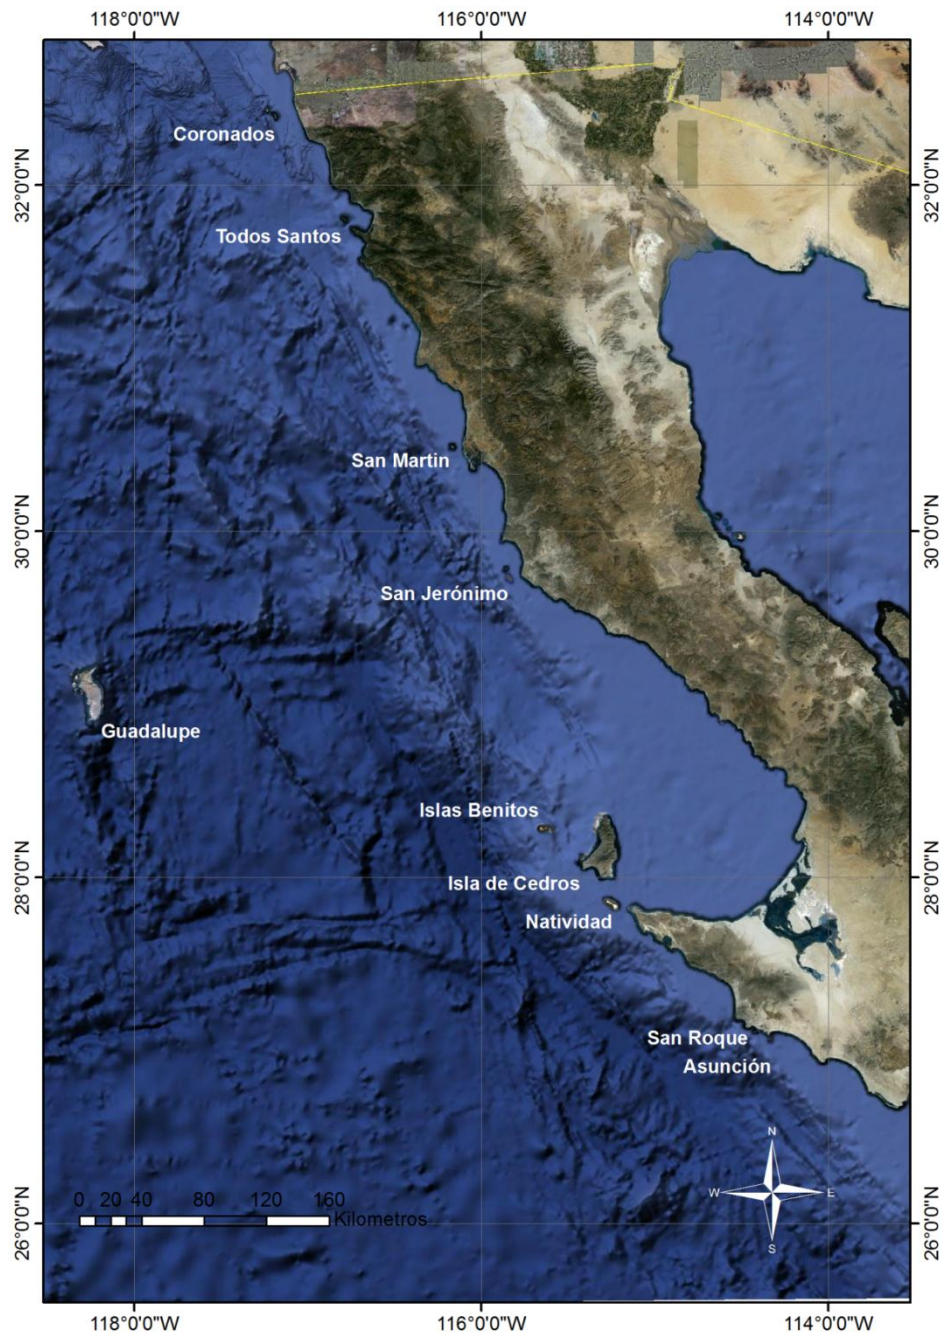 118°0'0"W 116°0'0"W 114°0'0"W
Coronados
32°0'0"N 32°0'0"N
Todos Santos
San Martin
30°0'0"N 30°0'0"N
San Jerónimo
Guadalupe
Islas Benitos
28°0'0"N 28°0'0"N
Isla de Cedros
Natividad
San Roque
Asunción
N
W E
S
0 20 40 80 120 160
Kilometros
26°0'0"N 26°0'0"N
118°0'0"W 116°0'0"W 114°0'0"W